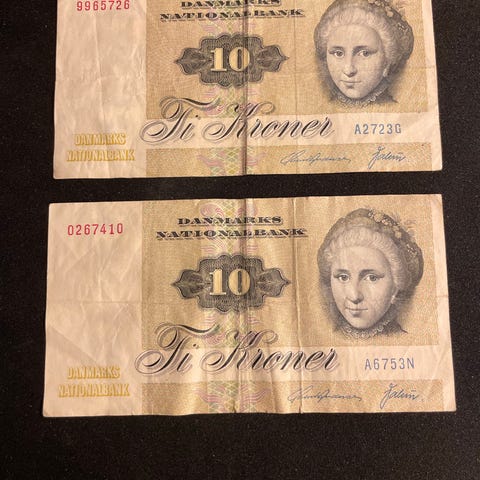 9965726
DANMARKS
NATIONALBANK
10
Ti Kroner
A2723G
DANMARKS
NATIONALBANK
0267410
DANMARKS
NATIONALBANK
10
Ti Kroner
A6753N
DANMARKS
NATIONALBANK